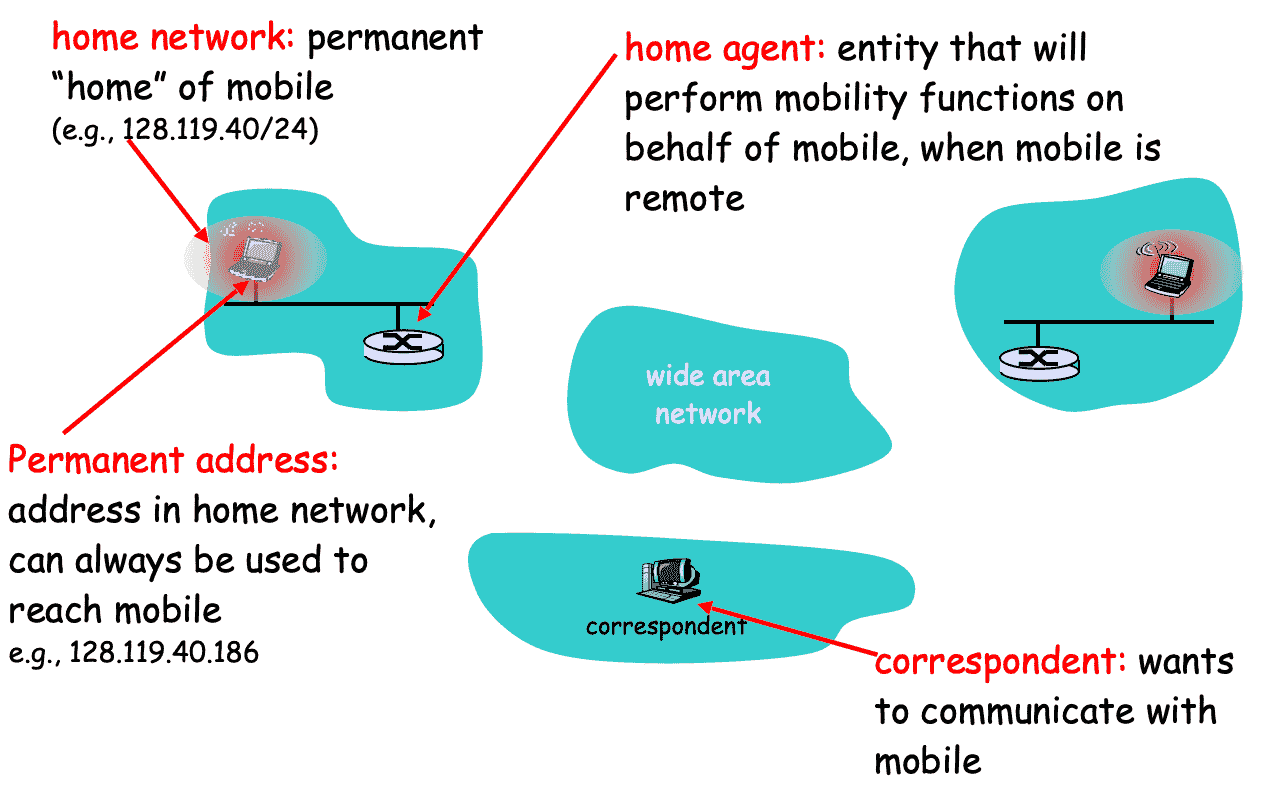 home network: permanent
“home” of mobile
(e.g., 128.119.40/24)
home agent: entity that will
perform mobility functions on
behalf of mobile, when mobile is
remote
wide area
network
Permanent address:
address in home network,
can always be used to
reach mobile
e.g., 128.119.40.186
correspondent
correspondent: wants
to communicate with
mobile